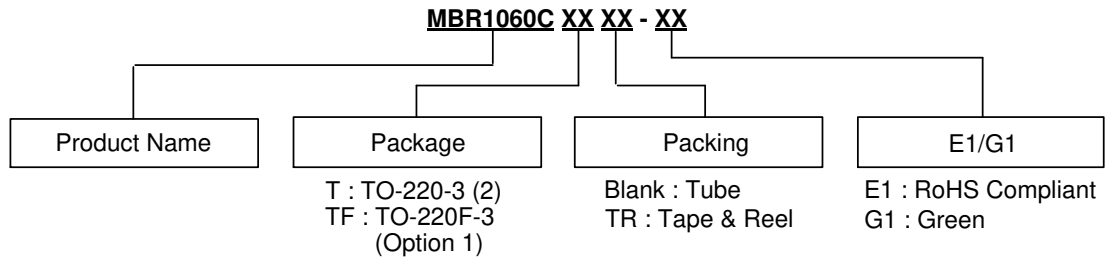 MBR1060C XX XX - XX
Product Name
Package
Packing
E1/G1
T : TO-220-3 (2)
TF : TO-220F-3
(Option 1)
Blank : Tube
TR : Tape & Reel
E1 : RoHS Compliant
G1 : Green